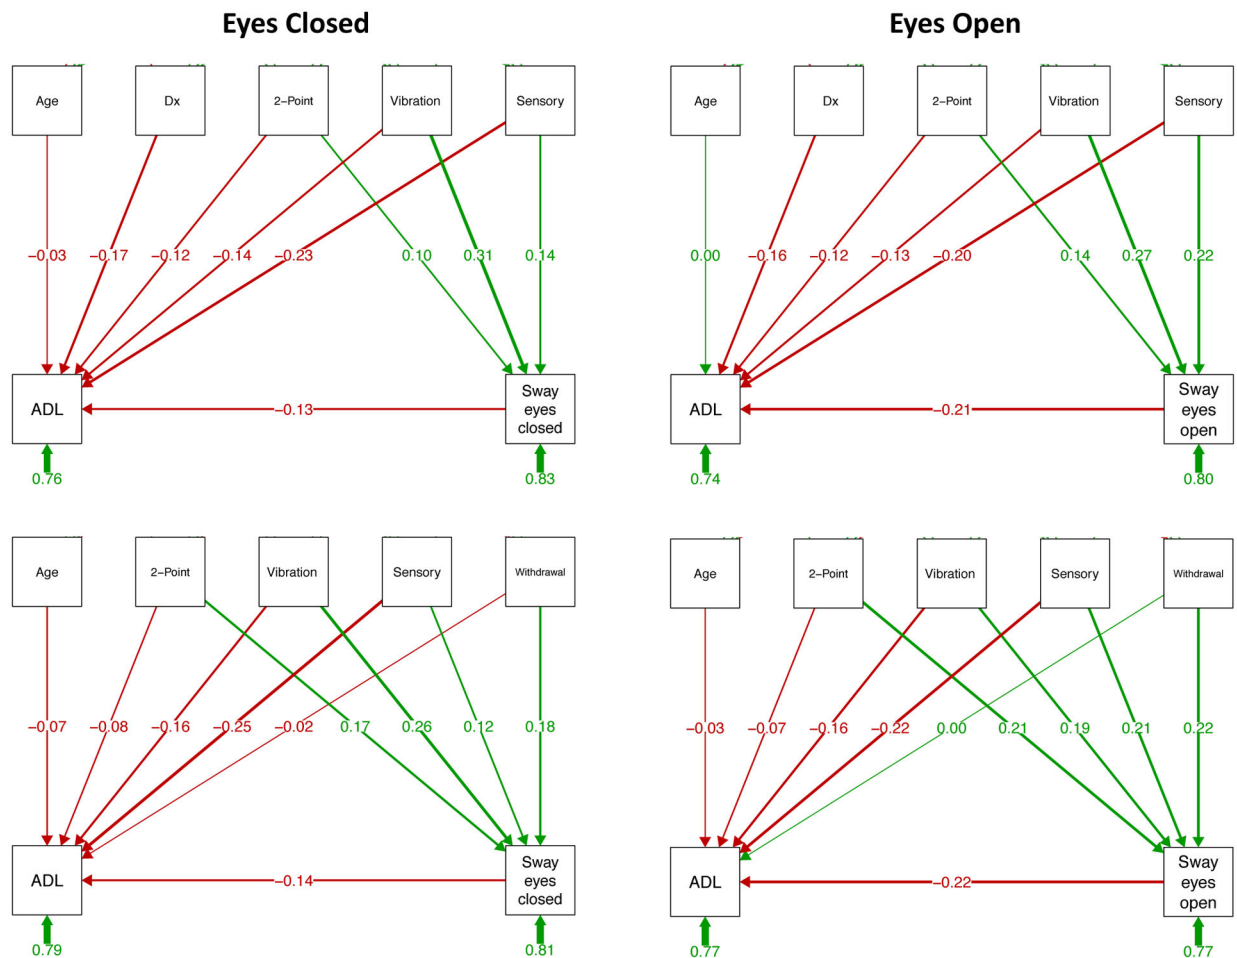 Eyes Closed
Eyes Open
Age
Dx
2−Point
Vibration
Sensory
Age
Dx
2−Point
Vibration
Sensory
−0.03
−0.17
−0.12
−0.14
−0.23
0.10
0.31
0.14
0.00
−0.16
−0.12
−0.13
−0.20
0.14
0.27
0.22
ADL
−0.13
Sway
eyes
closed
ADL
−0.21
Sway
eyes
open
0.76
0.83
0.74
0.80
Age
2−Point
Vibration
Sensory
Withdrawal
Age
2−Point
Vibration
Sensory
Withdrawal
−0.07
−0.08
−0.16
−0.25
−0.02
0.17
0.26
0.12
0.18
−0.03
−0.07
−0.16
−0.22
0.00
0.21
0.19
0.21
0.22
ADL
−0.14
Sway
eyes
closed
ADL
−0.22
Sway
eyes
open
0.79
0.81
0.77
0.77